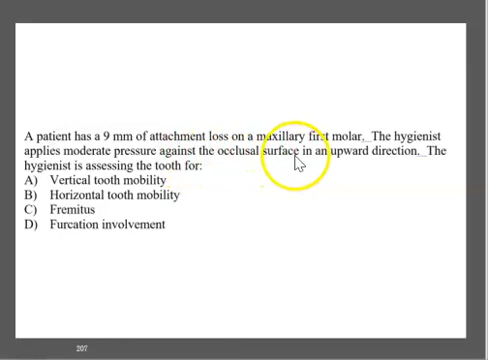 A patient has a 9 mm of attachment loss on a maxillary first molar. The hygienist
applies moderate pressure against the occlusal surface in an upward direction. The
hygienist is assessing the tooth for:
A) Vertical tooth mobility
B) Horizontal tooth mobility
C) Fremitus
D) Furcation involvement
207